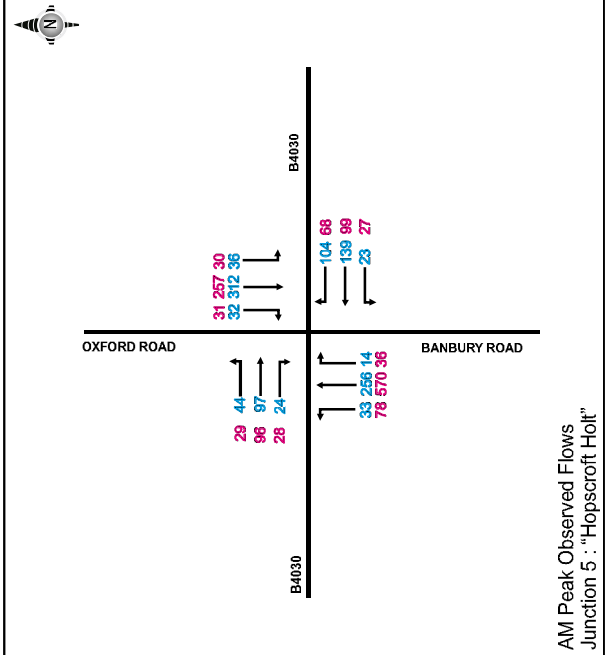 N
B4030
104 68
139 99
23 27
31 257 30
32 312 36
OXFORD ROAD
BANBURY ROAD
29 44
96 97
28 24
33 256 14
78 570 36
B4030
AM Peak Observed Flows
Junction 5 : “Hopscroft Holt”